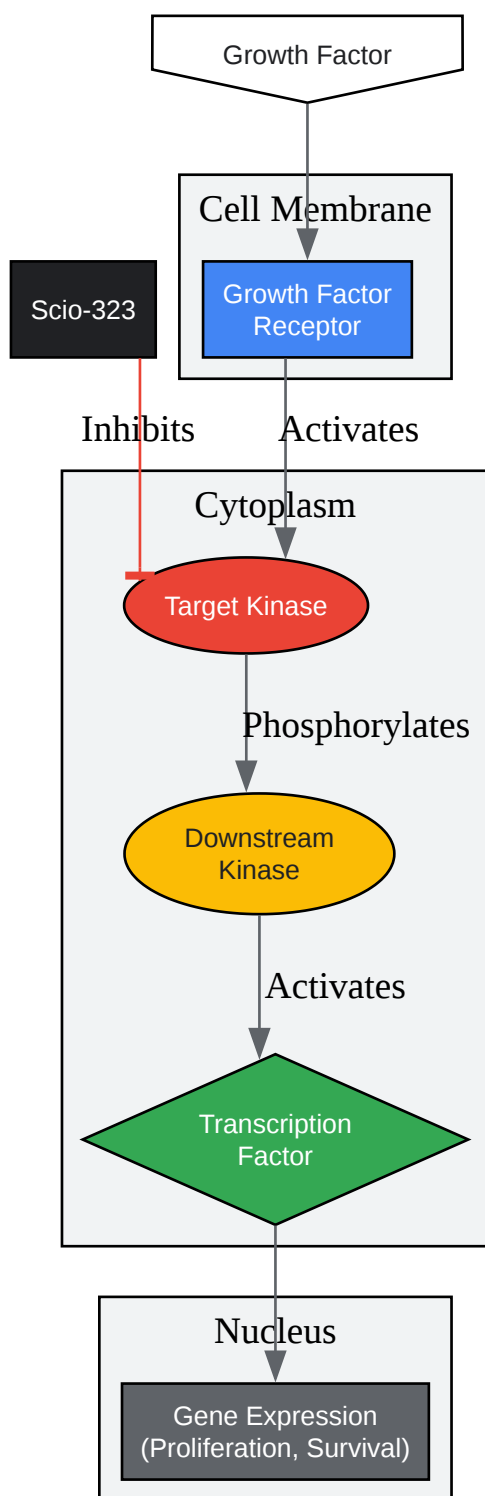 Growth Factor
Cell Membrane
Scio-323
Growth Factor
Receptor
Inhibits
Activates
Cytoplasm
Target Kinase
Phosphorylates
Downstream
Kinase
Activates
Transcription
Factor
Nucleus
Gene Expression
(Proliferation, Survival)